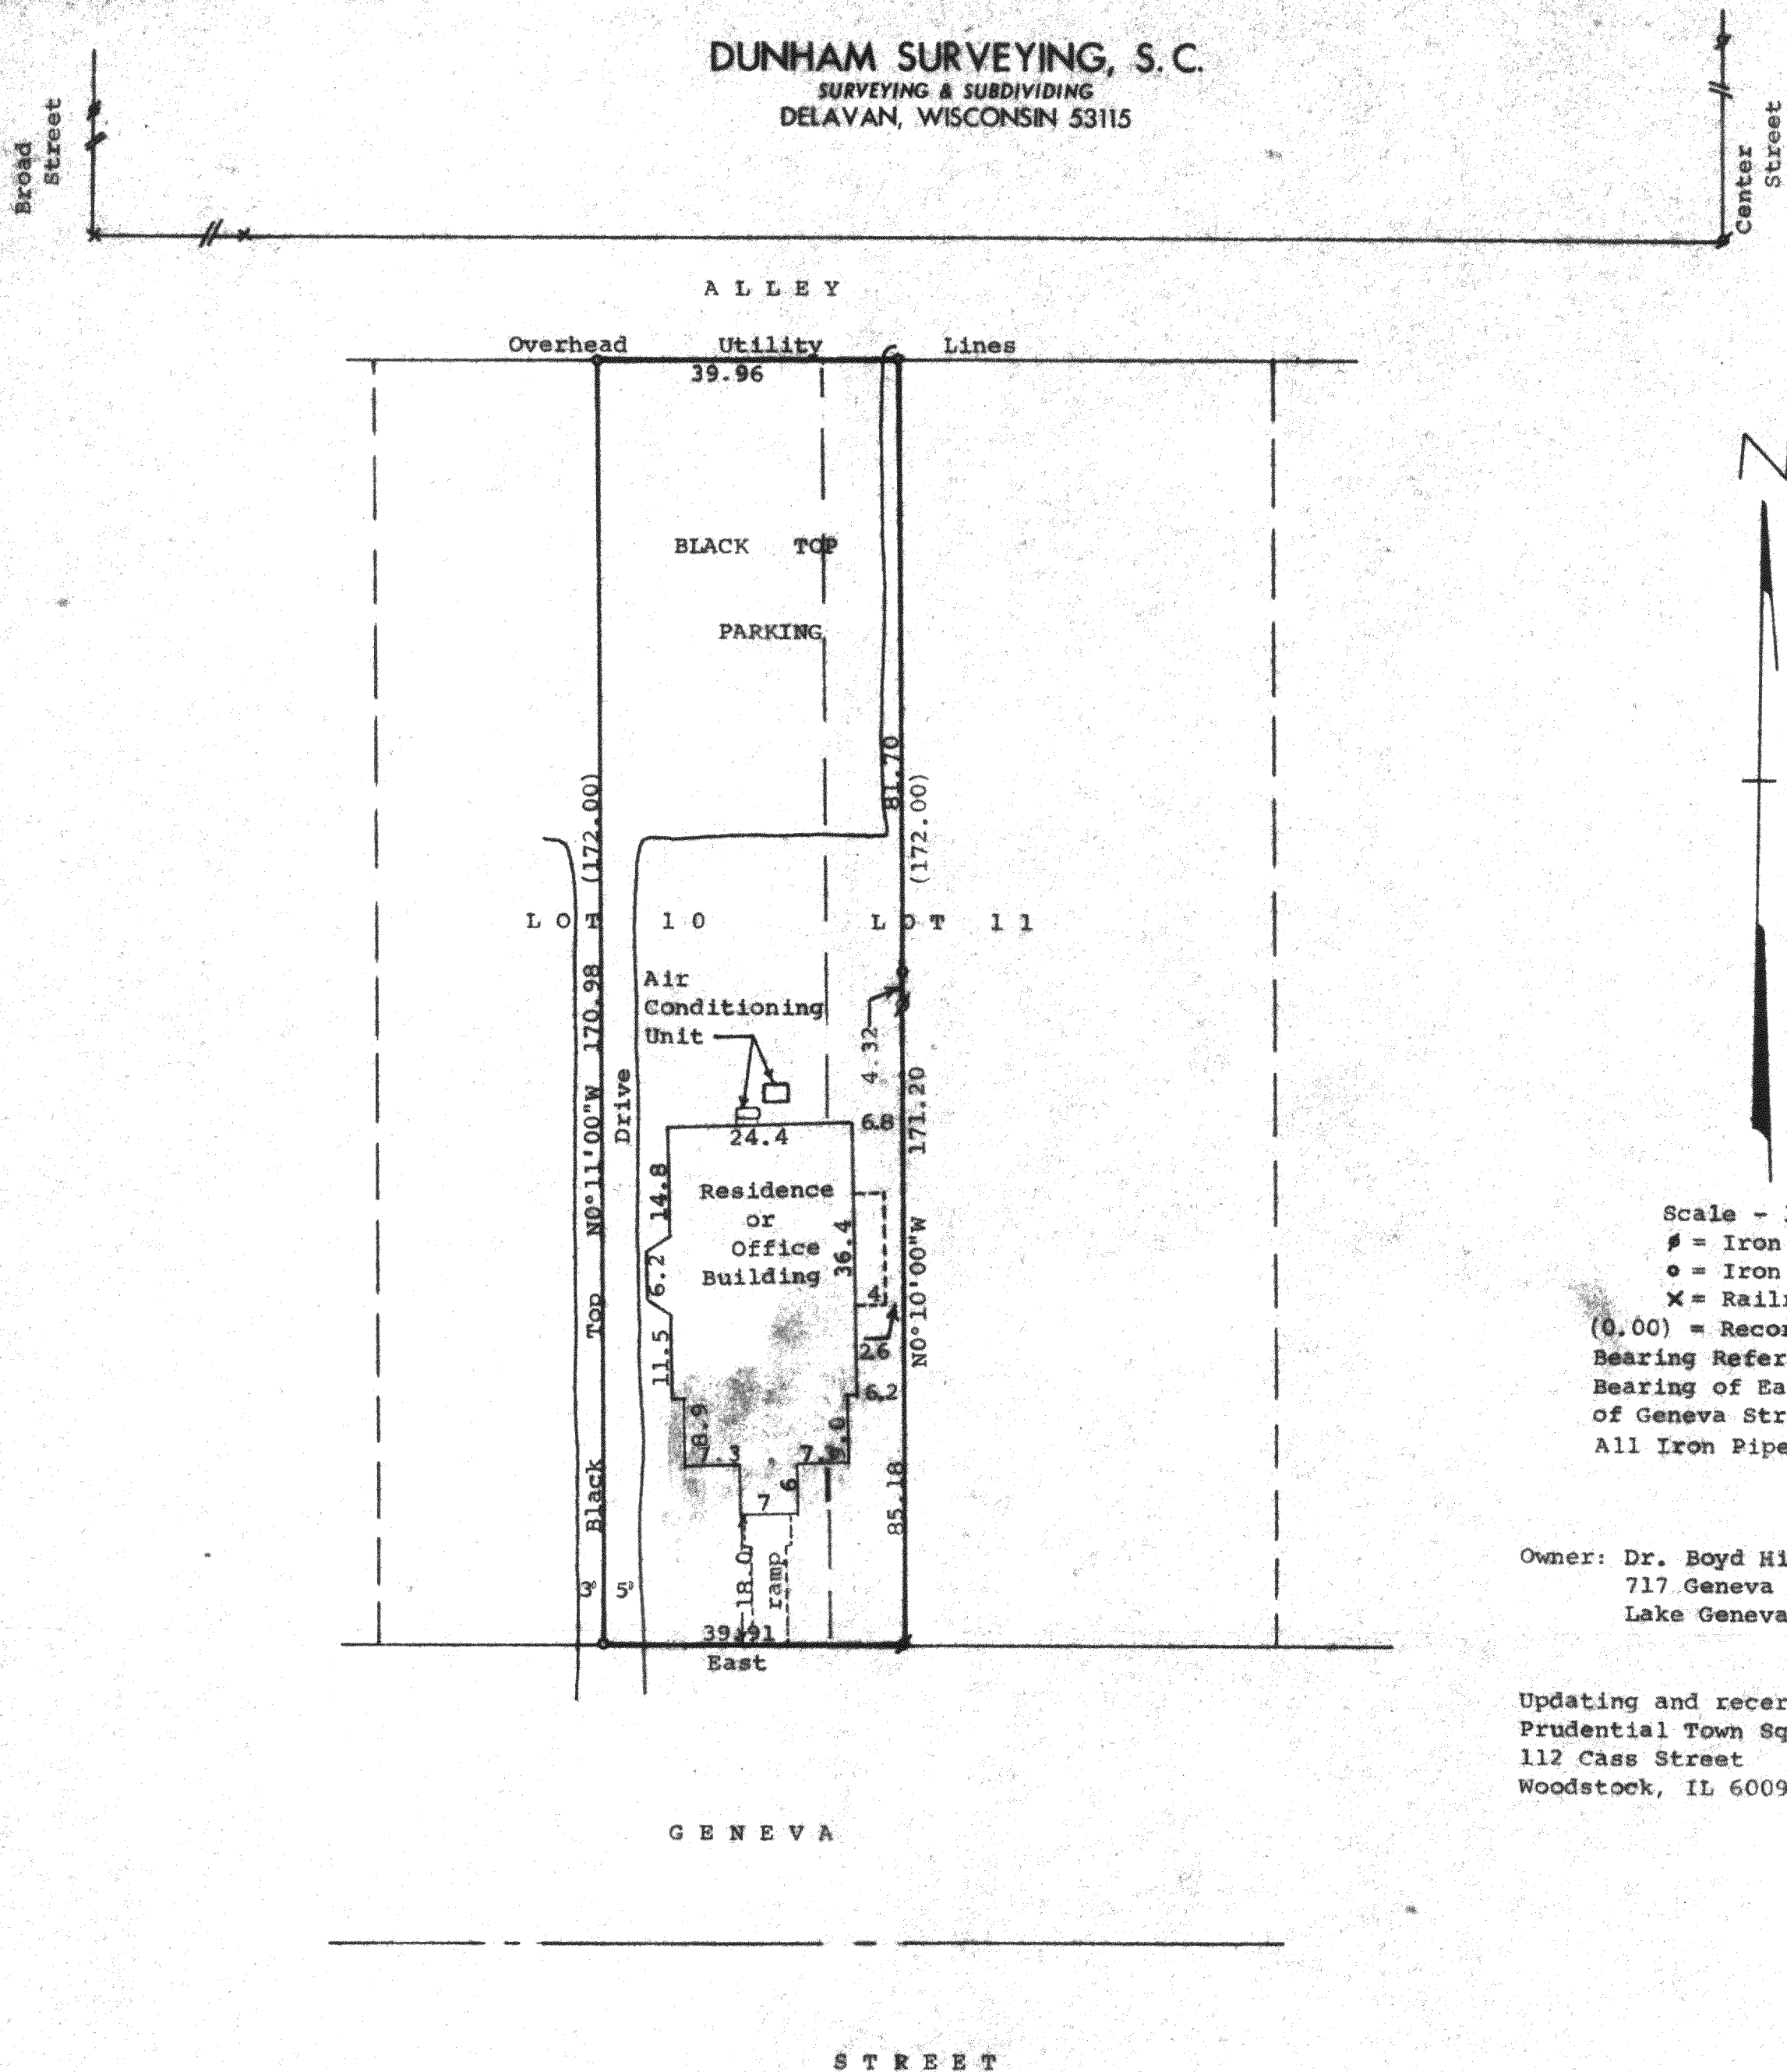 DUNHAM SURVEYING, S.C.
SURVEYING & SUBDIVIDING
DELAVAN, WISCONSIN 53115
Broad
Street
Center
Street
ALLEY
Overhead Utility Lines
39.96
BLACK TOP
PARKING
81.70
(172.00)
(172.00)
LOT 10
LOT 11
Air
Conditioning
Unit
170.98
N0°11'00"W
Black Top Drive
4.32
6.8
171.20
N0°10'00"W
24.4
14.8
Residence
or
Office
Building
36.4
6.2
4
11.5
2.6
6.2
8.9
9.0
7.3
6
7
85.18
18.0
ramp
3
5
39.91
East
GENEVA
STREET
N
Scale -
ø = Iron
o = Iron
X = Railr
(0.00) = Recor
Bearing Refer
Bearing of Ea
of Geneva Str
All Iron Pipe
Owner: Dr. Boyd Hi
717 Geneva
Lake Geneva
Updating and recer
Prudential Town Sq
112 Cass Street
Woodstock, IL 6009